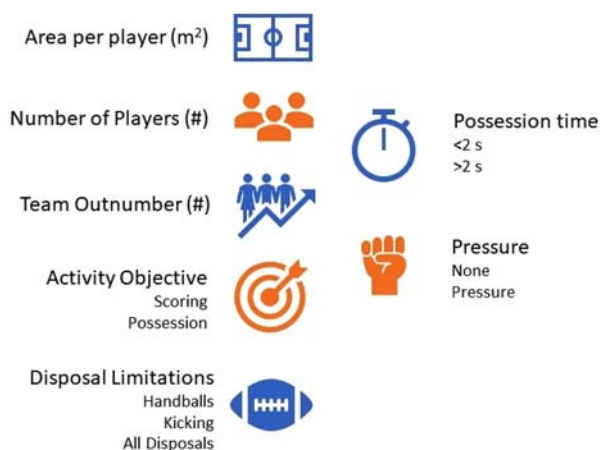 Area per player (m²)
Number of Players (#)
Team Outnumber (#)
Activity Objective
Scoring
Possession
Disposal Limitations
Handballs
Kicking
All Disposals
Possession time
<2 s
>2 s
Pressure
None
Pressure